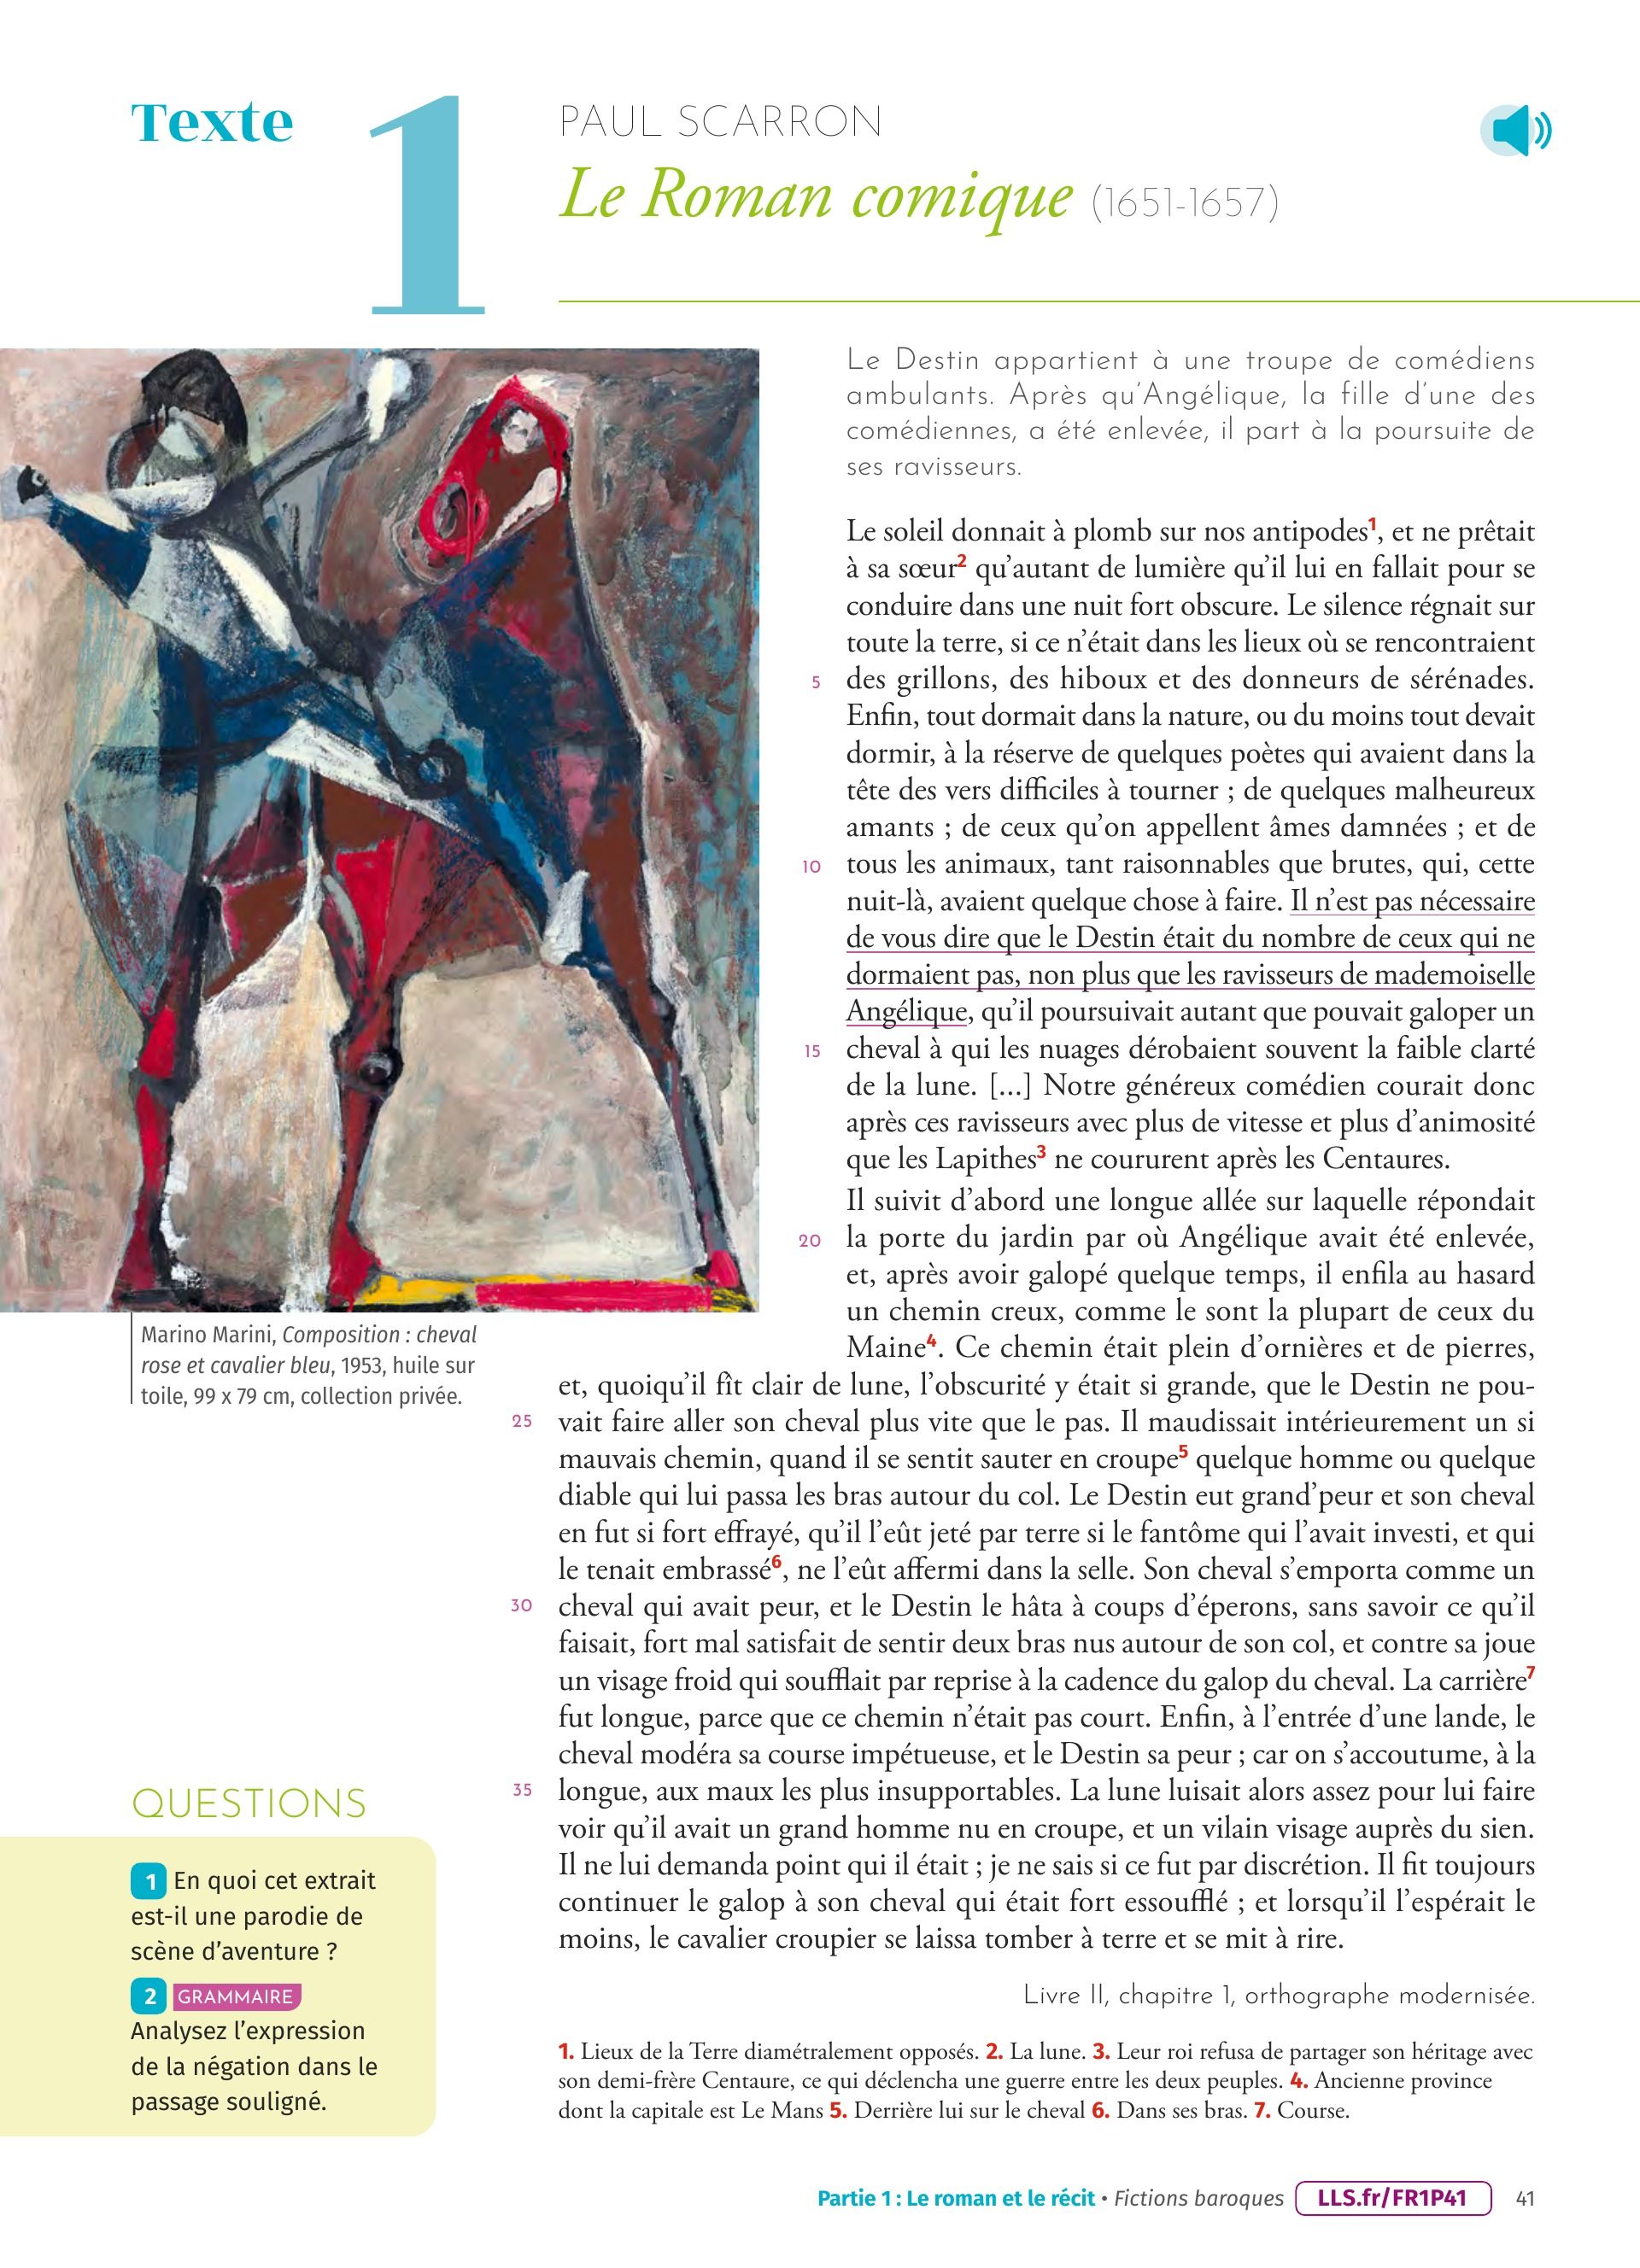 Texte 1
PAUL SCARRON
Le Roman comique (1651-1657)
Le Destin appartient à une troupe de comédiens
ambulants. Après qu'Angélique, la fille d'une des
comédiennes, a été enlevée, il part à la poursuite de
ses ravisseurs.
Le soleil donnait à plomb sur nos antipodes1, et ne prêtait
à sa sœur2 qu'autant de lumière qu'il lui en fallait pour se
conduire dans une nuit fort obscure. Le silence régnait sur
toute la terre, si ce n'était dans les lieux où se rencontraient
5 des grillons, des hiboux et des donneurs de sérénades.
Enfin, tout dormait dans la nature, ou du moins tout devait
dormir, à la réserve de quelques poètes qui avaient dans la
tête des vers difficiles à tourner ; de quelques malheureux
amants ; de ceux qu'on appellent âmes damnées ; et de
10 tous les animaux, tant raisonnables que brutes, qui, cette
nuit-là, avaient quelque chose à faire. Il n'est pas nécessaire
de vous dire que le Destin était du nombre de ceux qui ne
dormaient pas, non plus que les ravisseurs de mademoiselle
Angélique, qu'il poursuivait autant que pouvait galoper un
15 cheval à qui les nuages dérobaient souvent la faible clarté
de la lune. [...] Notre généreux comédien courait donc
après ces ravisseurs avec plus de vitesse et plus d'animosité
que les Lapithes3 ne coururent après les Centaures.
Il suivit d'abord une longue allée sur laquelle répondait
20 la porte du jardin par où Angélique avait été enlevée,
et, après avoir galopé quelque temps, il enfila au hasard
un chemin creux, comme le sont la plupart de ceux du
Maine4. Ce chemin était plein d'ornières et de pierres,
et, quoiqu'il fît clair de lune, l'obscurité y était si grande, que le Destin ne pou-
25 vait faire aller son cheval plus vite que le pas. Il maudissait intérieurement un si
mauvais chemin, quand il se sentit sauter en croupe5 quelque homme ou quelque
diable qui lui passa les bras autour du col. Le Destin eut grand'peur et son cheval
en fut si fort effrayé, qu'il l'eût jeté par terre si le fantôme qui l'avait investi, et qui
le tenait embrassé6, ne l'eût affermi dans la selle. Son cheval s'emporta comme un
30 cheval qui avait peur, et le Destin le hâta à coups d'éperons, sans savoir ce qu'il
faisait, fort mal satisfait de sentir deux bras nus autour de son col, et contre sa joue
un visage froid qui soufflait par reprise à la cadence du galop du cheval. La carrière7
fut longue, parce que ce chemin n'était pas court. Enfin, à l'entrée d'une lande, le
cheval modéra sa course impétueuse, et le Destin sa peur ; car on s'accoutume, à la
35 longue, aux maux les plus insupportables. La lune luisait alors assez pour lui faire
voir qu'il avait un grand homme nu en croupe, et un vilain visage auprès du sien.
Il ne lui demanda point qui il était ; je ne sais si ce fut par discrétion. Il fit toujours
continuer le galop à son cheval qui était fort essoufflé ; et lorsqu'il l'espérait le
moins, le cavalier croupier se laissa tomber à terre et se mit à rire.
Livre II, chapitre 1, orthographe modernisée.
1. Lieux de la Terre diamétralement opposés. 2. La lune. 3. Leur roi refusa de partager son héritage avec
son demi-frère Centaure, ce qui déclencha une guerre entre les deux peuples. 4. Ancienne province
dont la capitale est Le Mans 5. Derrière lui sur le cheval 6. Dans ses bras. 7. Course.
Marino Marini, Composition : cheval
rose et cavalier bleu, 1953, huile sur
toile, 99 x 79 cm, collection privée.
QUESTIONS
1 En quoi cet extrait
est-il une parodie de
scène d'aventure ?
2 GRAMMAIRE
Analysez l'expression
de la négation dans le
passage souligné.
Partie 1 : Le roman et le récit • Fictions baroques LLS.fr/FR1P41 41